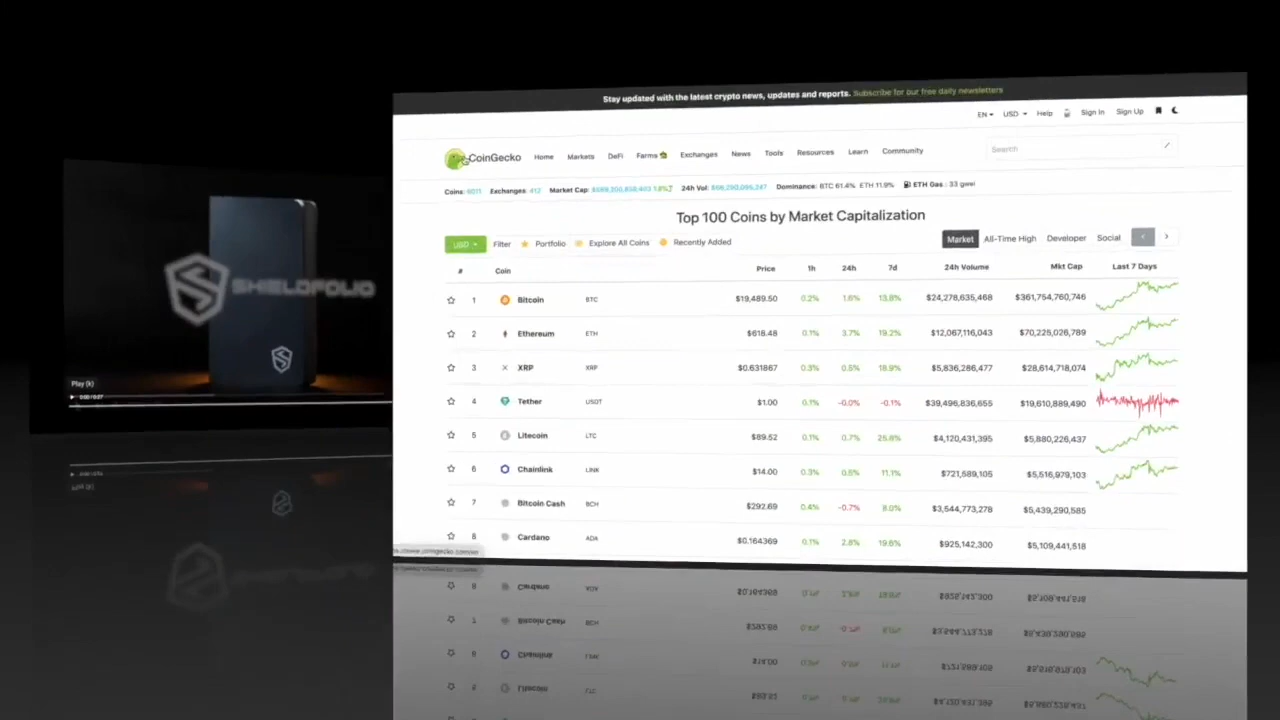 SHIELDFOLIO
Play (k)
Stay updated with the latest crypto news, updates and reports. Subscribe for our free daily newsletters
EN USD Help Sign In Sign Up
CoinGecko Home Markets DeFi Farms Exchanges News Tools Resources Learn Community Search
Coins: 6011 Exchanges: 412 Market Cap: 24h Vol: Dominance: BTC 61.4% ETH 11.9% ETH Gas: 33 gwei
Top 100 Coins by Market Capitalization
USD Filter Portfolio Explore All Coins Recently Added Market All-Time High Developer Social < >
# Coin Price 1h 24h 7d 24h Volume Mkt Cap Last 7 Days
1 Bitcoin BTC $19,489.50 0.2% 1.6% 13.8% $24,278,635,468 $361,754,760,746
2 Ethereum ETH $618.48 0.1% 3.7% 19.2% $12,067,116,043 $70,225,026,789
3 XRP XRP $0.631867 0.3% 0.5% 18.9% $5,836,286,477 $28,614,718,074
4 Tether USDT $1.00 0.1% -0.0% -0.1% $39,496,836,655 $19,610,889,490
5 Litecoin LTC $89.52 0.1% 0.7% 25.8% $4,120,431,395 $5,880,226,437
6 Chainlink LINK $14.00 0.3% 0.5% 11.1% $721,589,105 $5,516,979,103
7 Bitcoin Cash BCH $292.69 0.4% -0.7% 8.0% $3,544,773,278 $5,439,290,585
8 Cardano ADA $0.164369 0.1% 2.8% 19.6% $925,142,300 $5,109,441,518